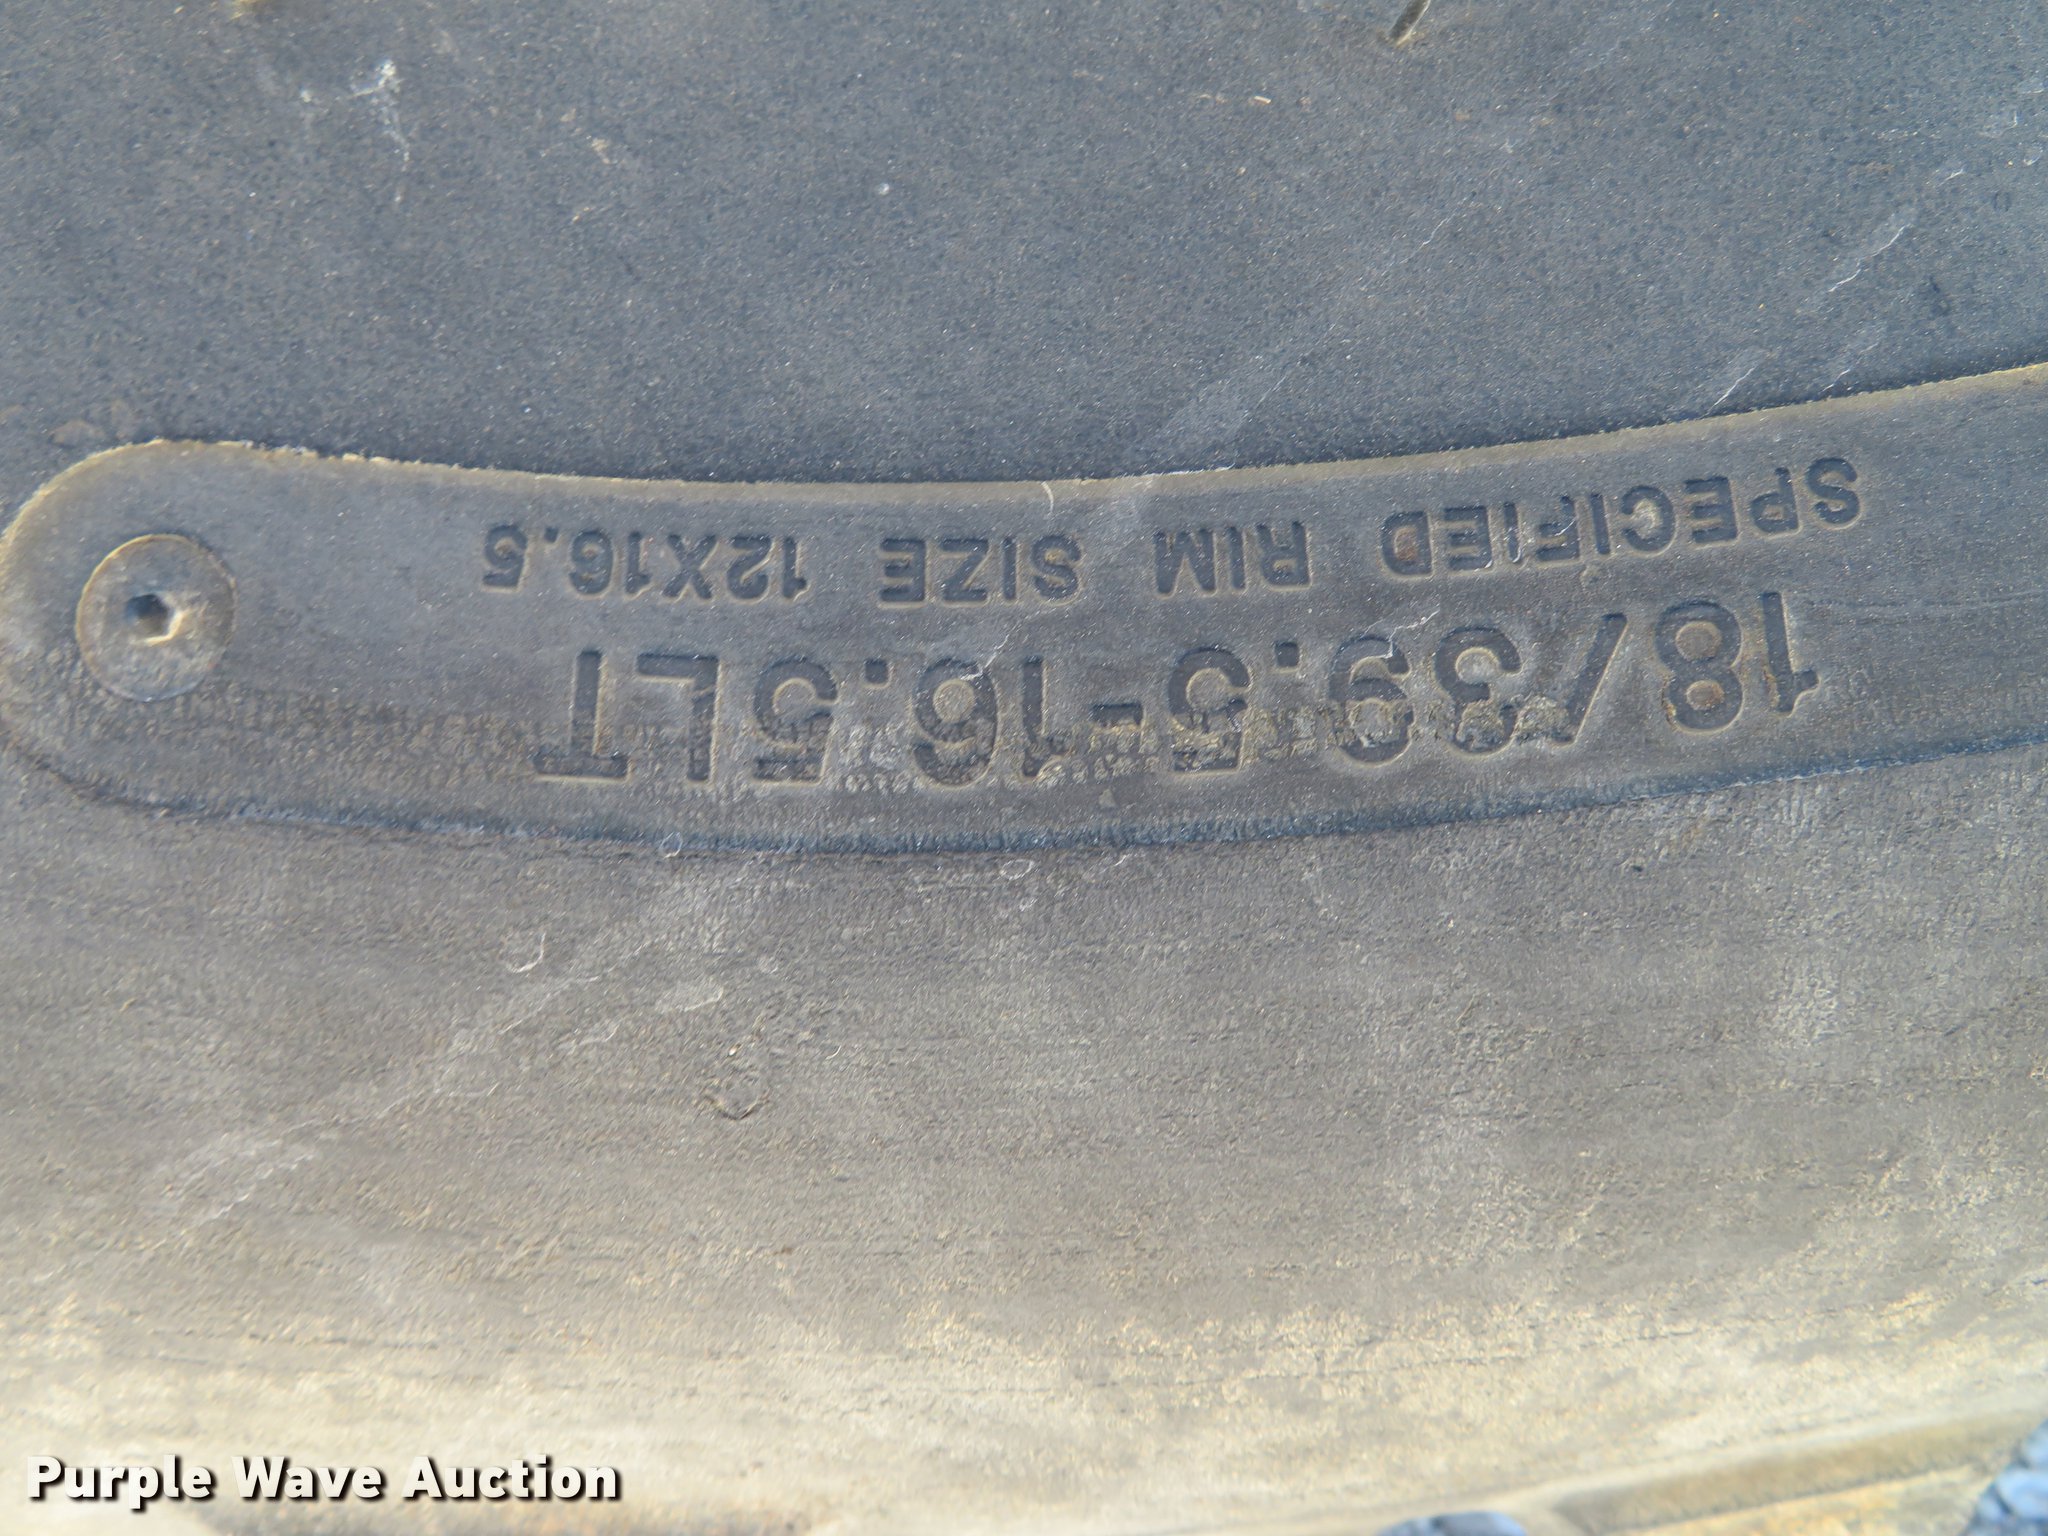 18/39.5-16.5LT
SPECIFIED RIM SIZE 12X16.5
Purple Wave Auction